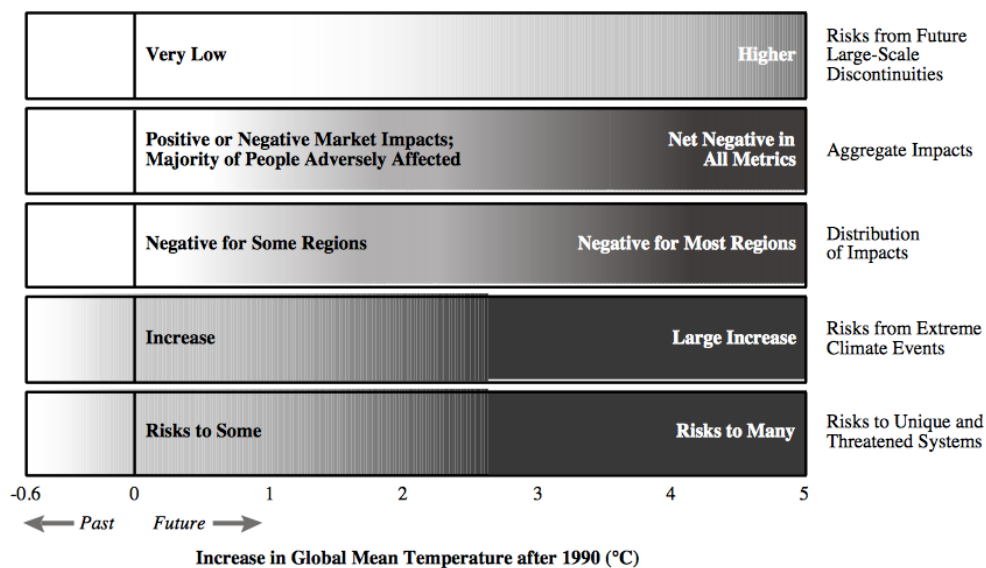 Very Low
Higher
Risks from Future
Large-Scale
Discontinuities
Positive or Negative Market Impacts;
Majority of People Adversely Affected
Net Negative in
All Metrics
Aggregate Impacts
Negative for Some Regions
Negative for Most Regions
Distribution
of Impacts
Increase
Large Increase
Risks from Extreme
Climate Events
Risks to Some
Risks to Many
Risks to Unique and
Threatened Systems
-0.6 0 1 2 3 4 5
Past Future
Increase in Global Mean Temperature after 1990 (°C)